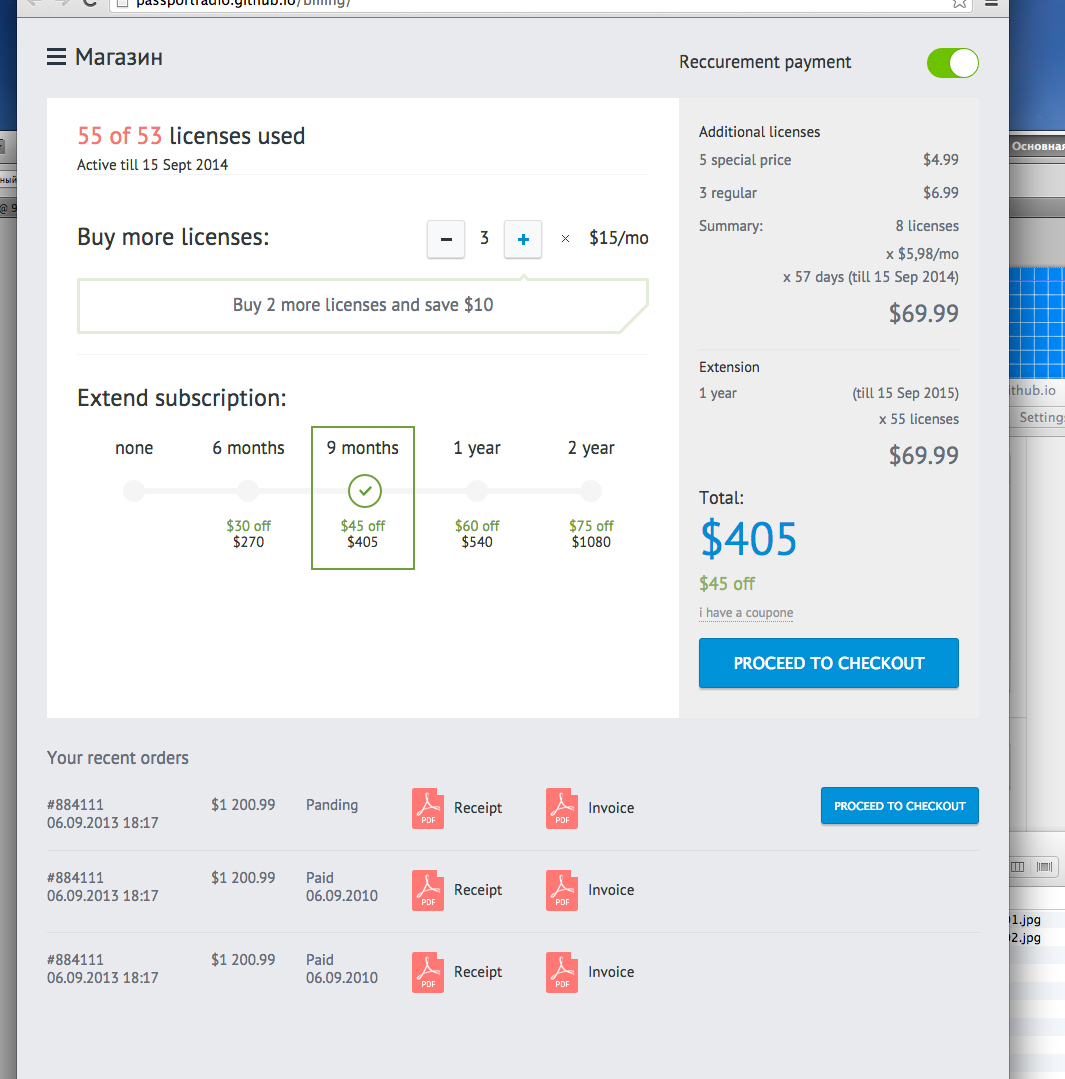 passportradio.github.io/billing/
Магазин
Reccurement payment
55 of 53 licenses used
Active till 15 Sept 2014
Buy more licenses:
− 3 + × $15/mo
Buy 2 more licenses and save $10
Extend subscription:
none 6 months 9 months 1 year 2 year
$30 off $45 off $60 off $75 off
$270 $405 $540 $1080
Additional licenses
5 special price $4.99
3 regular $6.99
Summary: 8 licenses
x $5,98/mo
x 57 days (till 15 Sep 2014)
$69.99
Extension
1 year (till 15 Sep 2015)
x 55 licenses
$69.99
Total:
$405
$45 off
i have a coupone
PROCEED TO CHECKOUT
Your recent orders
#884111 $1 200.99 Panding PDF Receipt PDF Invoice PROCEED TO CHECKOUT
06.09.2013 18:17
#884111 $1 200.99 Paid PDF Receipt PDF Invoice
06.09.2013 18:17 06.09.2010
#884111 $1 200.99 Paid PDF Receipt PDF Invoice
06.09.2013 18:17 06.09.2010
Основная
ithub.io
Setting
1.jpg
2.jpg